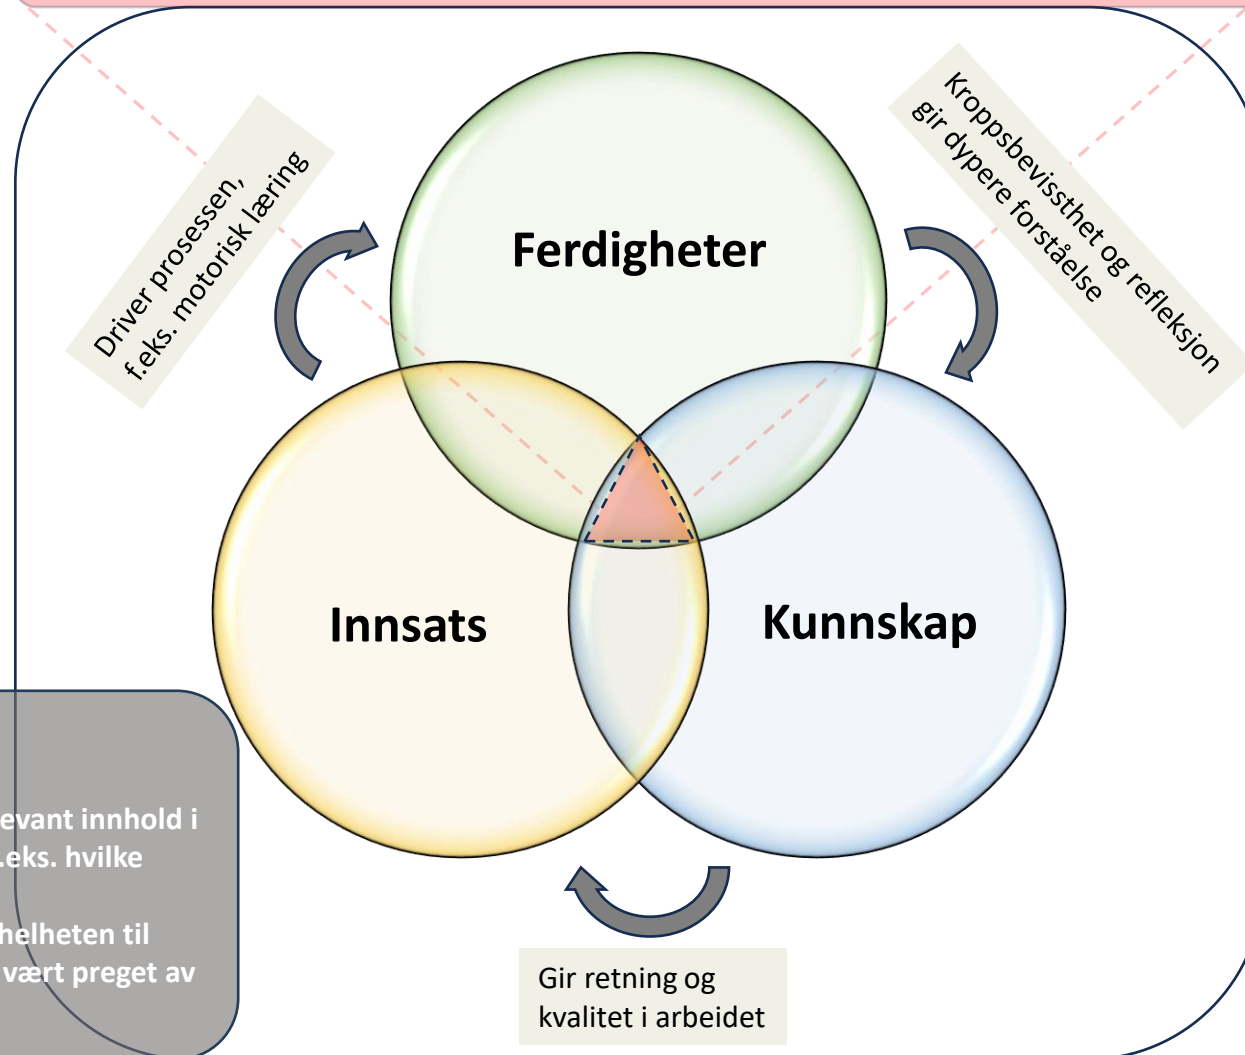 Driver prosessen,
f.eks. motorisk læring
Kroppsbevissthet og refleksjon
gir dypere forståelse
Ferdigheter
Innsats
Kunnskap
evant innhold i
.eks. hvilke
helheten til
vært preget av
Gir retning og
kvalitet i arbeidet